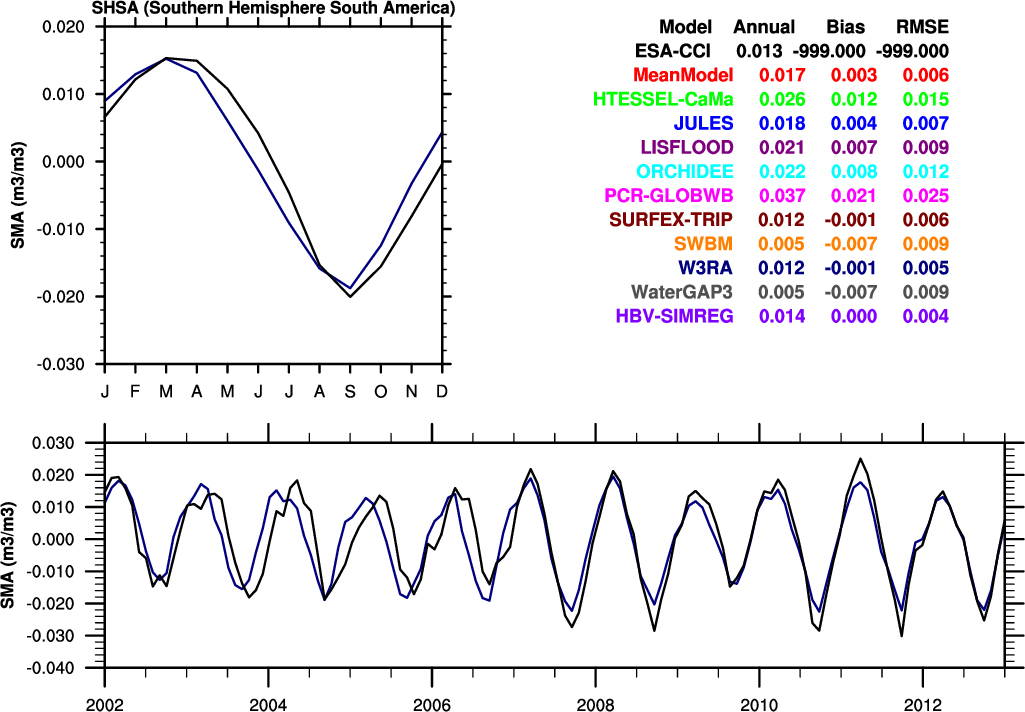 SHSA (Southern Hemisphere South America)
0.020
0.010
0.000
-0.010
-0.020
-0.030
SMA (m3/m3)
J F M A M J J A S O N D
Model Annual Bias RMSE
ESA-CCI 0.013 -999.000 -999.000
MeanModel 0.017 0.003 0.006
HTESSEL-CaMa 0.026 0.012 0.015
JULES 0.018 0.004 0.007
LISFLOOD 0.021 0.007 0.009
ORCHIDEE 0.022 0.008 0.012
PCR-GLOBWB 0.037 0.021 0.025
SURFEX-TRIP 0.012 -0.001 0.006
SWBM 0.005 -0.007 0.009
W3RA 0.012 -0.001 0.005
WaterGAP3 0.005 -0.007 0.009
HBV-SIMREG 0.014 0.000 0.004
0.030
0.020
0.010
0.000
-0.010
-0.020
-0.030
-0.040
SMA (m3/m3)
2002 2004 2006 2008 2010 2012